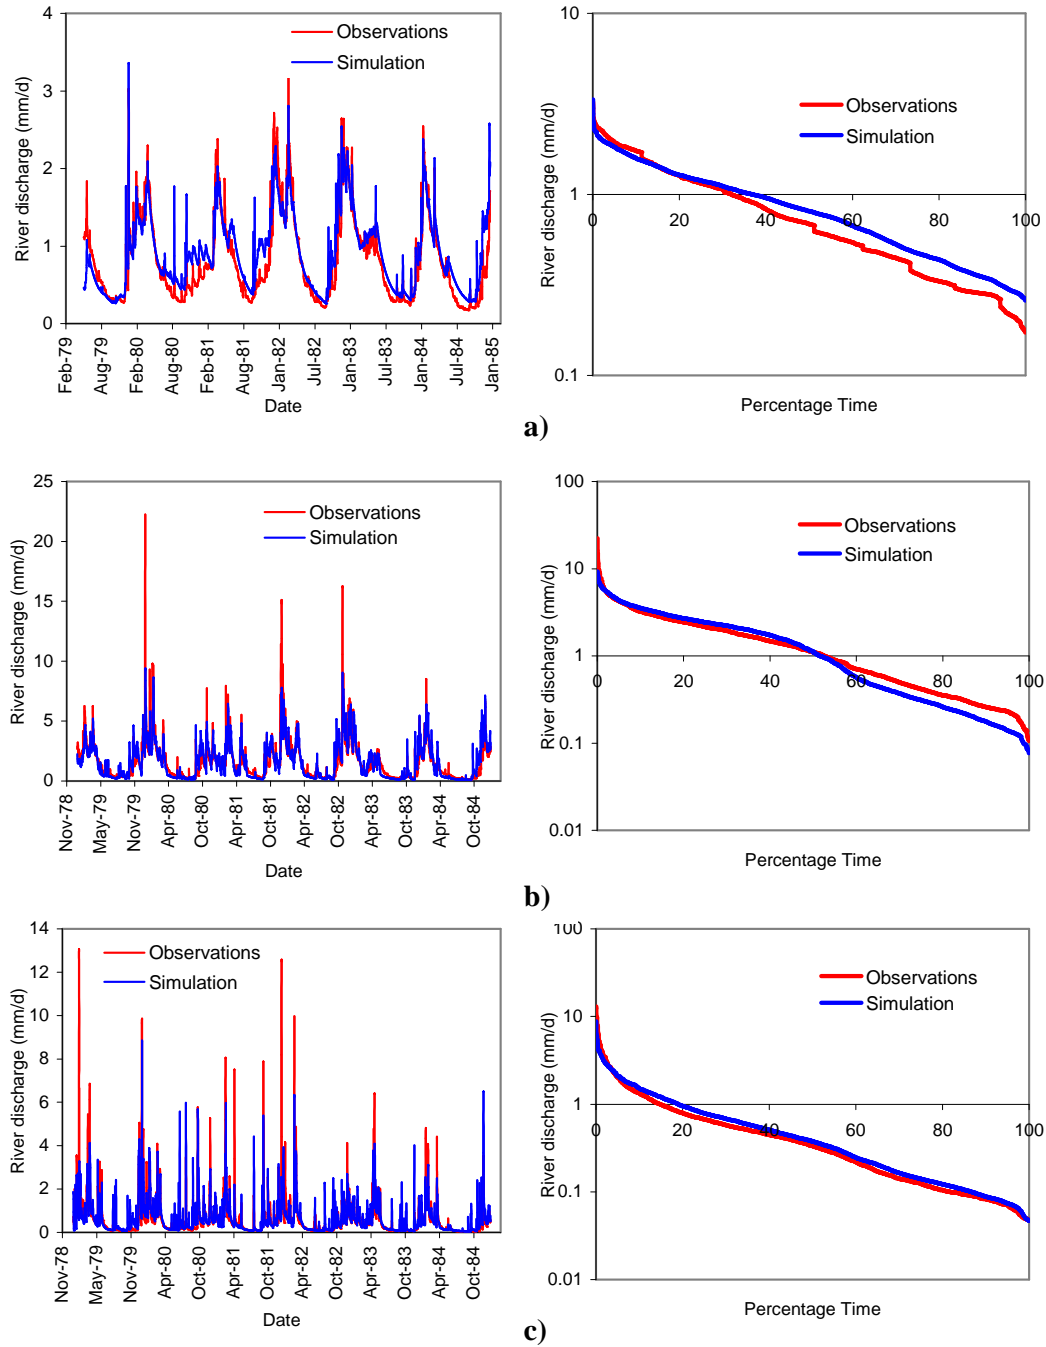 4
3
2
1
0
River discharge (mm/d)
Observations
Simulation
Feb-79
Aug-79
Feb-80
Aug-80
Feb-81
Aug-81
Jan-82
Jul-82
Jan-83
Jul-83
Jan-84
Jul-84
Jan-85
Date
10
1
0.1
River discharge (mm/d)
Observations
Simulation
0
20
40
60
80
100
Percentage Time
a)
25
20
15
10
5
0
River discharge (mm/d)
Observations
Simulation
Nov-78
May-79
Nov-79
Apr-80
Oct-80
Apr-81
Oct-81
Apr-82
Oct-82
Apr-83
Oct-83
Apr-84
Oct-84
Date
100
10
1
0.1
0.01
River discharge (mm/d)
Observations
Simulation
0
20
40
60
80
100
Percentage Time
b)
14
12
10
8
6
4
2
0
River discharge (mm/d)
Observations
Simulation
Nov-78
May-79
Nov-79
Apr-80
Oct-80
Apr-81
Oct-81
Apr-82
Oct-82
Apr-83
Oct-83
Apr-84
Oct-84
Date
100
10
1
0.1
0.01
River discharge (mm/d)
Observations
Simulation
0
20
40
60
80
100
Percentage Time
c)